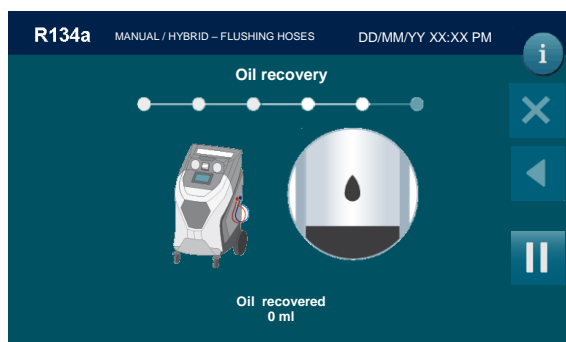 R134a MANUAL / HYBRID – FLUSHING HOSES DD/MM/YY XX:XX PM
i
Oil recovery
Oil recovered
0 ml